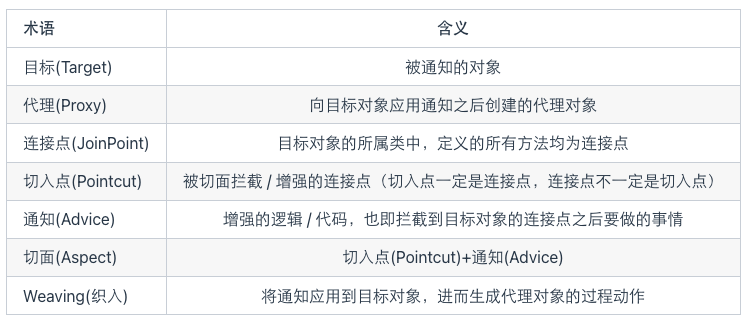 术语 含义
目标(Target) 被通知的对象
代理(Proxy) 向目标对象应用通知之后创建的代理对象
连接点(JoinPoint) 目标对象的所属类中，定义的所有方法均为连接点
切入点(Pointcut) 被切面拦截 / 增强的连接点（切入点一定是连接点，连接点不一定是切入点）
通知(Advice) 增强的逻辑 / 代码，也即拦截到目标对象的连接点之后要做的事情
切面(Aspect) 切入点(Pointcut)+通知(Advice)
Weaving(织入) 将通知应用到目标对象，进而生成代理对象的过程动作